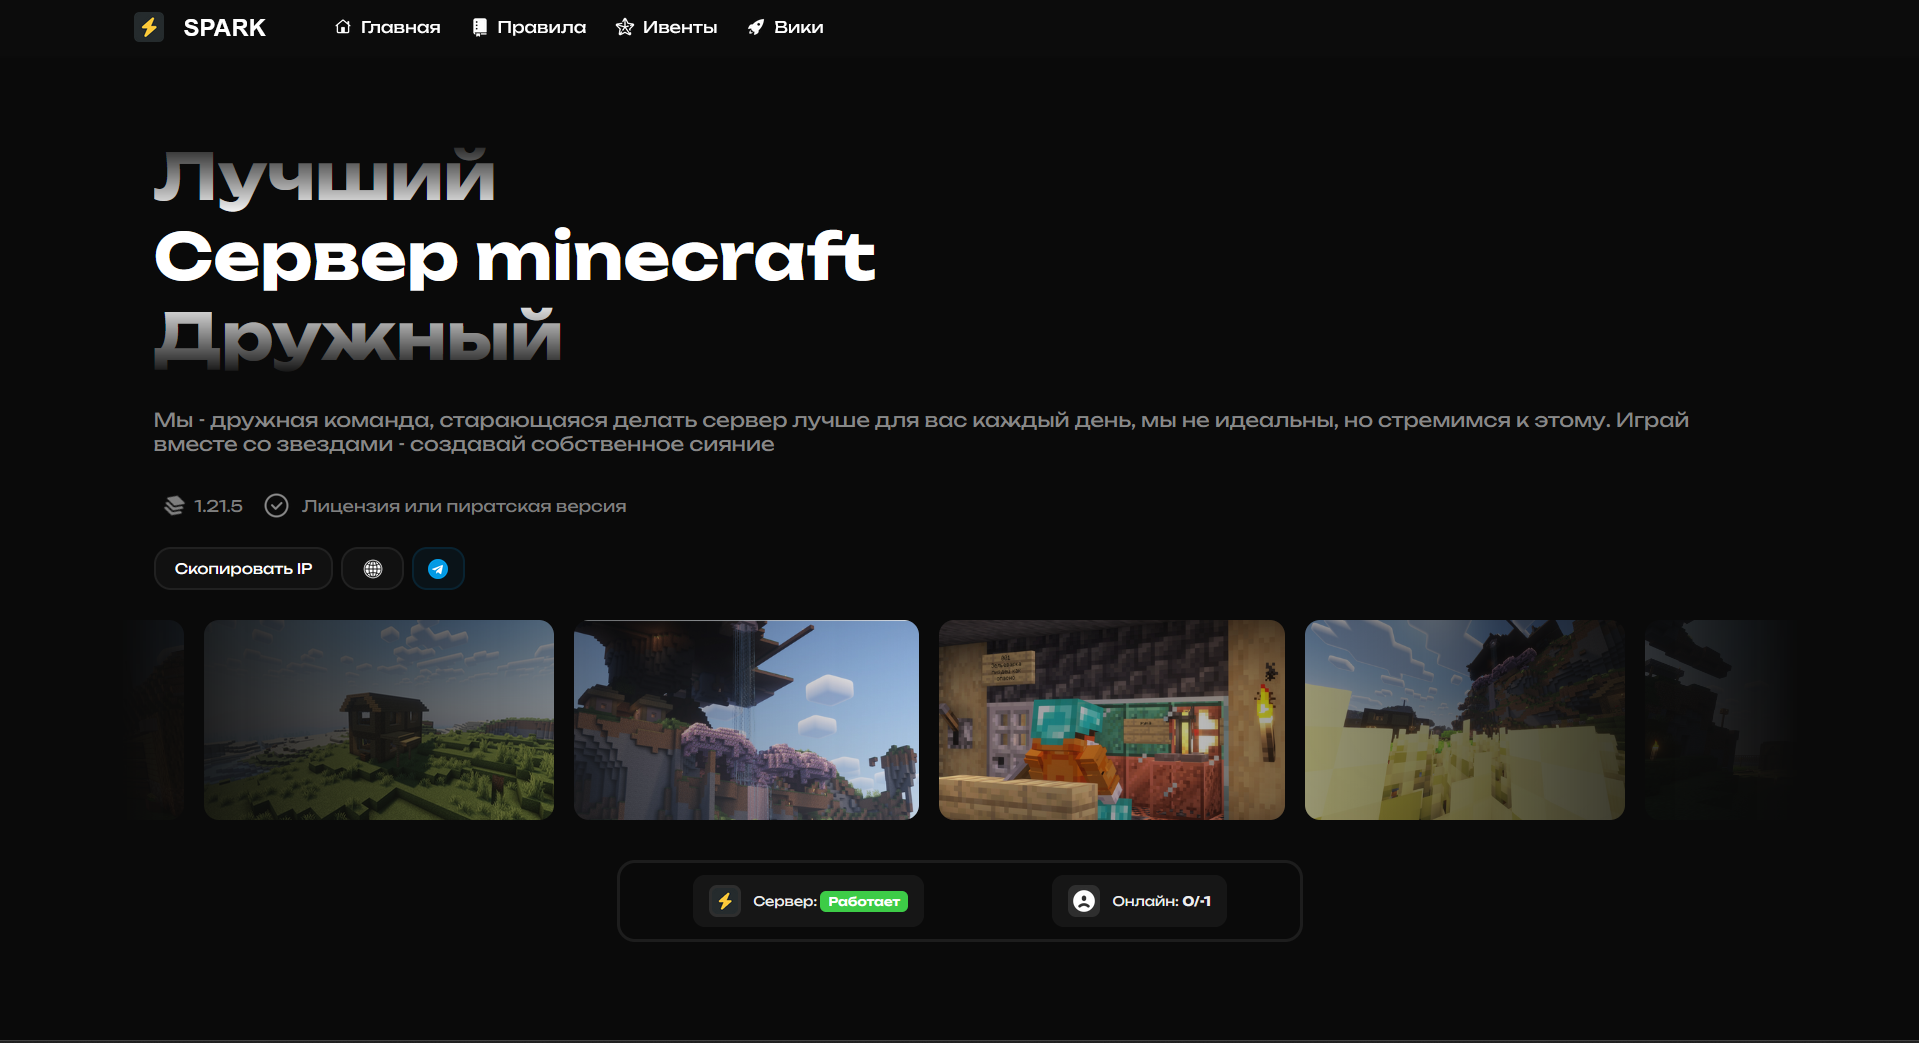 SPARK
Главная
Правила
Ивенты
Вики
Лучший
Сервер minecraft
Дружный
Мы - дружная команда, старающаяся делать сервер лучше для вас каждый день, мы не идеальны, но стремимся к этому. Играй
вместе со звездами - создавай собственное сияние
1.21.5
Лицензия или пиратская версия
Скопировать IP
Сервер: Работает
Онлайн: 0/-1